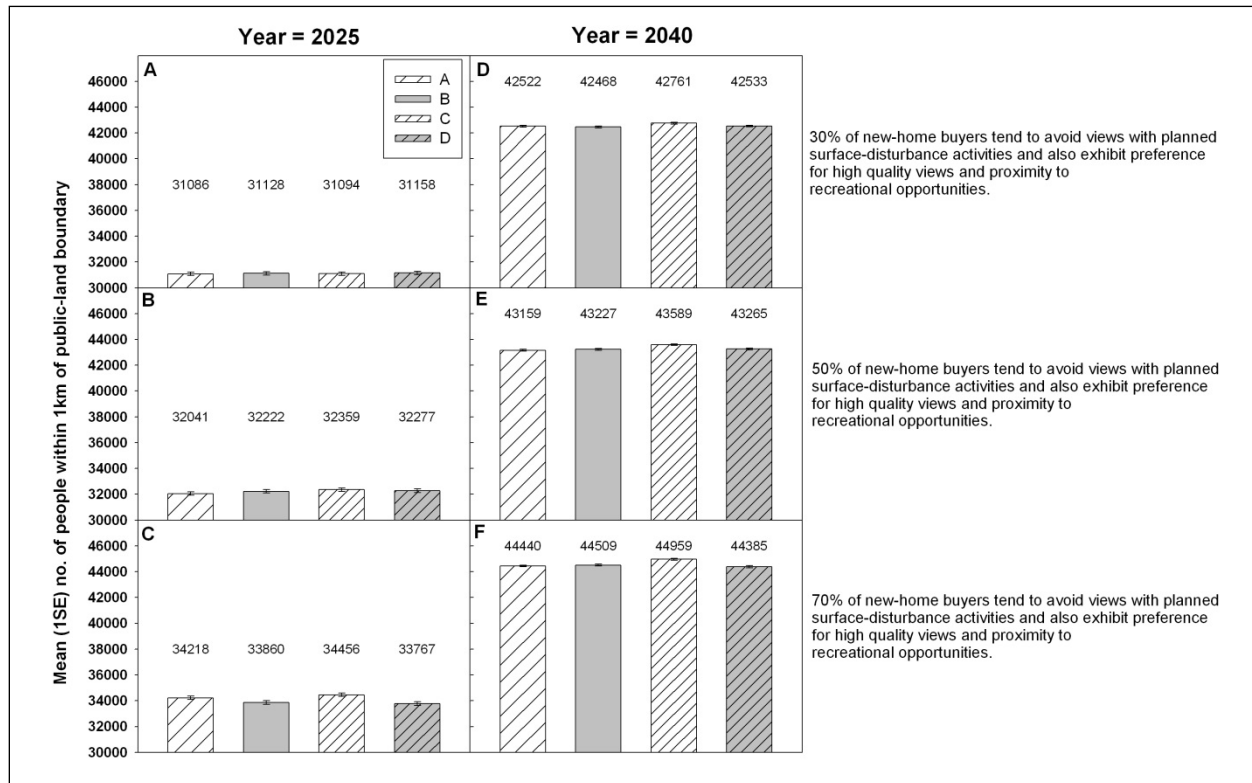 Year = 2025
Year = 2040
Mean (1SE) no. of people within 1km of public-land boundary
A
A
B
C
D
46000
44000
42000
40000
38000
36000
34000
32000
30000
31086 31128 31094 31158
D
42522 42468 42761 42533
30% of new-home buyers tend to avoid views with planned
surface-disturbance activities and also exhibit preference
for high quality views and proximity to
recreational opportunities.
B
46000
44000
42000
40000
38000
36000
34000
32000
30000
32041 32222 32359 32277
E
43159 43227 43589 43265
50% of new-home buyers tend to avoid views with planned
surface-disturbance activities and also exhibit preference
for high quality views and proximity to
recreational opportunities.
C
46000
44000
42000
40000
38000
36000
34000
32000
30000
34218 33860 34456 33767
F
44440 44509 44959 44385
70% of new-home buyers tend to avoid views with planned
surface-disturbance activities and also exhibit preference
for high quality views and proximity to
recreational opportunities.